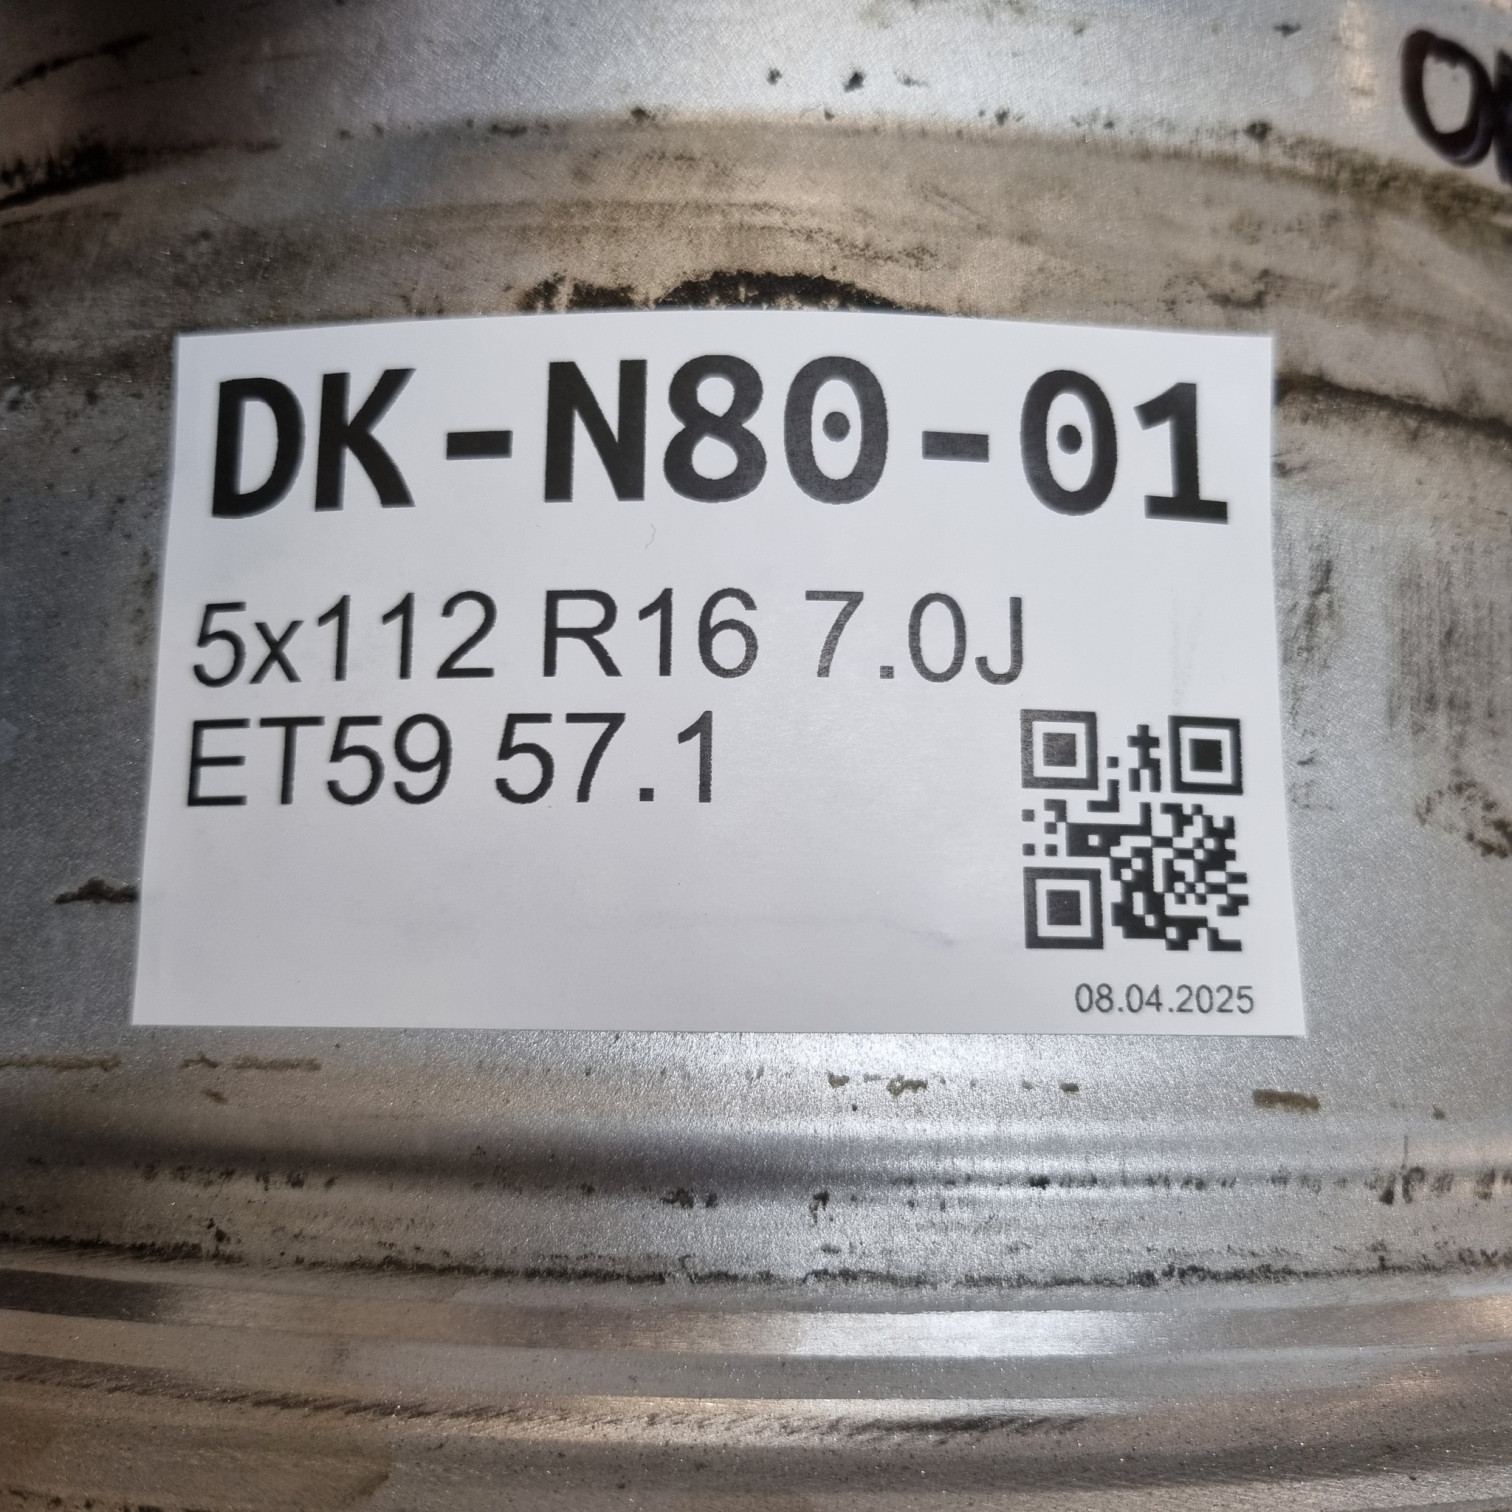 DK-N80-01
5x112 R16 7.0J
ET59 57.1
08.04.2025